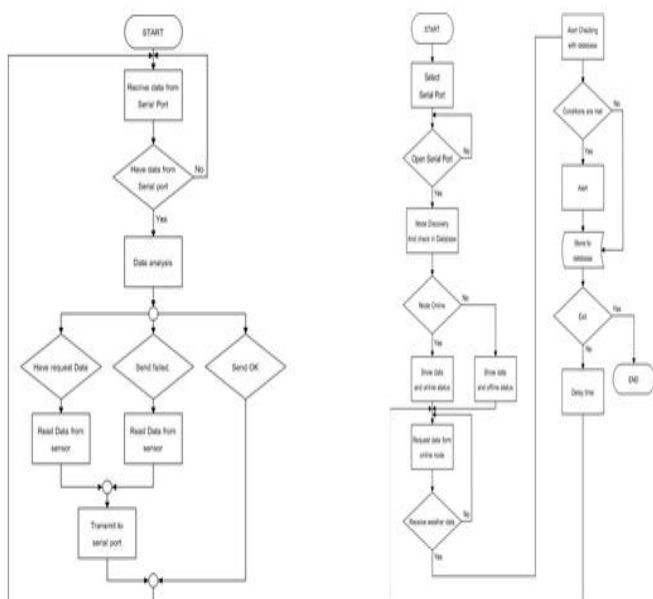 START
Receive data from
Serial Port
Have data from
Serial port
No
Yes
Data analysis
Have request Data
Send failed.
Send OK
Read Data from
sensor
Read Data from
sensor
Transmit to
serial port
START
Select
Serial Port
Open Serial Port
No
Yes
Node Discovery
And check in Database
Node Online
No
Yes
Show data
and online status
Show data
and offline status
Request data form
online node
Receive weather data
No
Yes
Alert Checking
with database
Conditions are met
No
Yes
Alert
Store to
database
Exit
Yes
No
END
Delay time